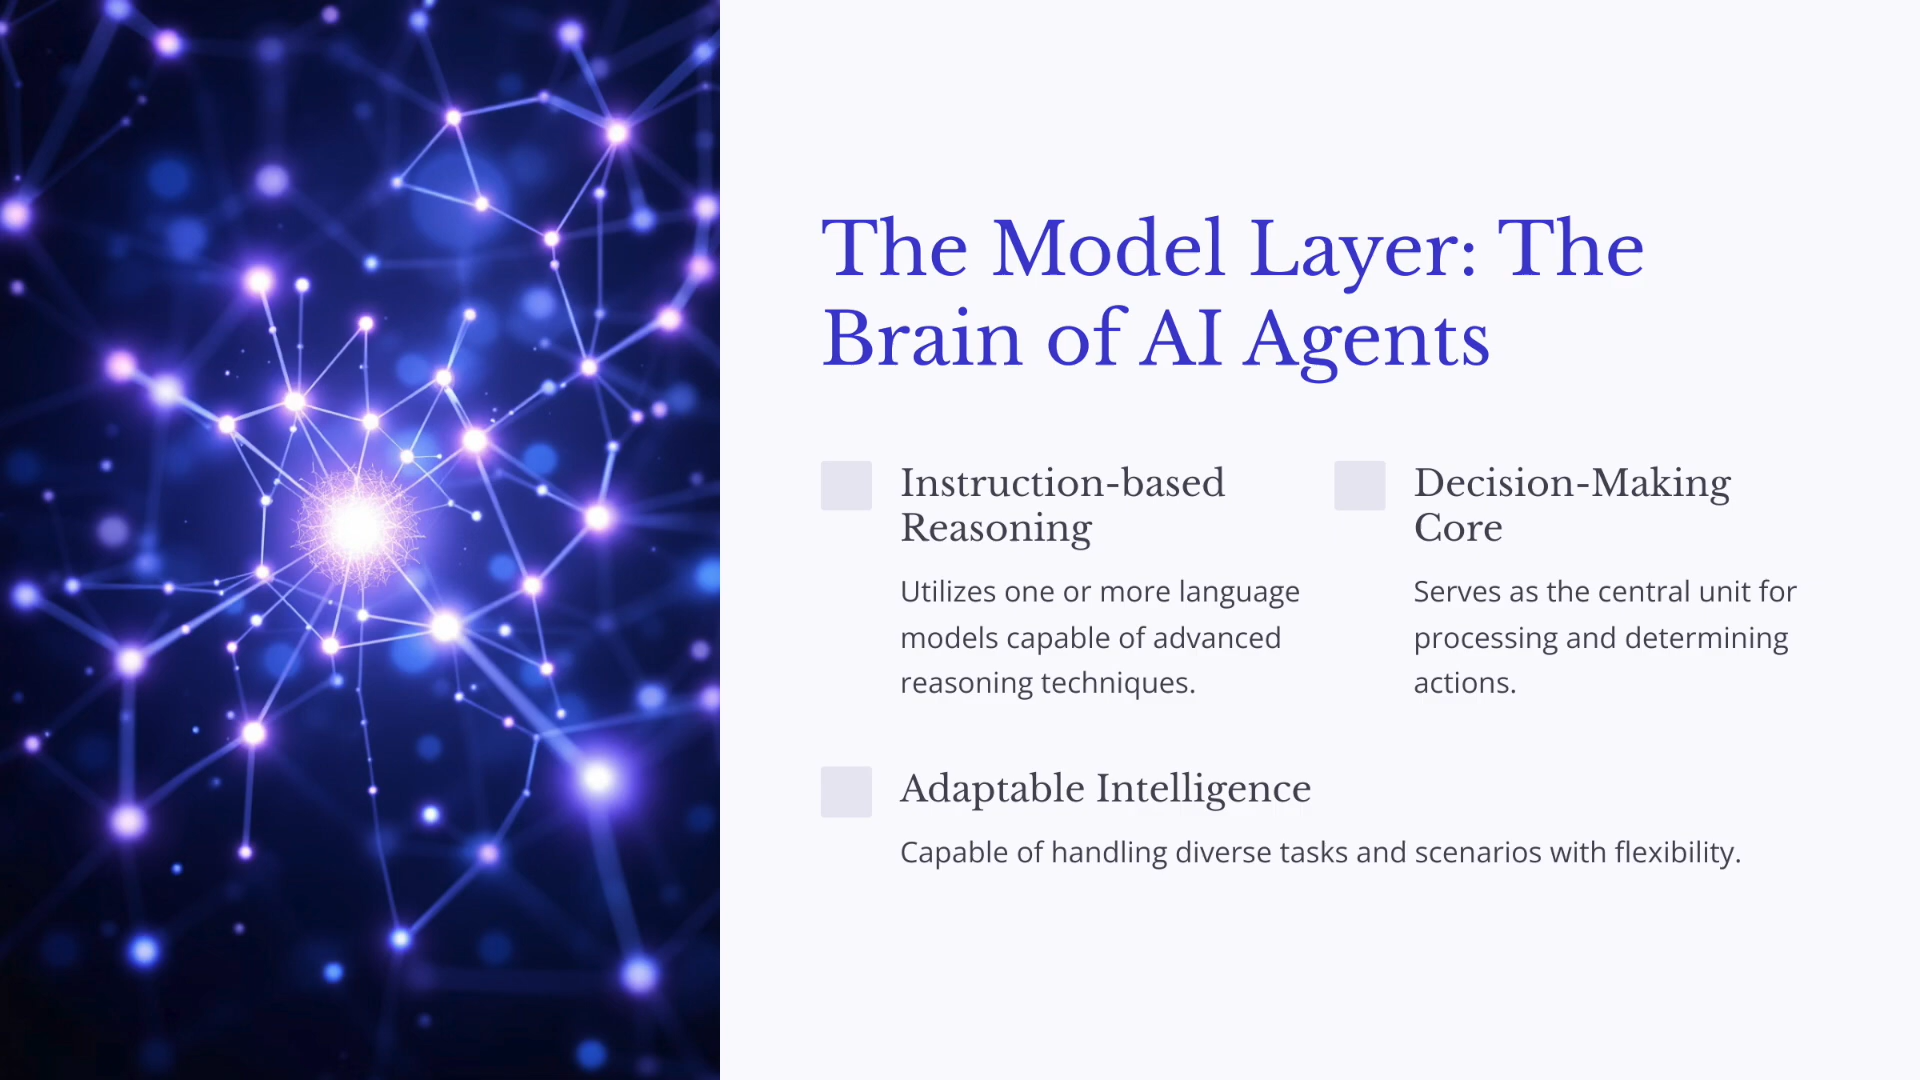 The Model Layer: The
Brain of AI Agents
Instruction-based
Reasoning
Utilizes one or more language
models capable of advanced
reasoning techniques.
Decision-Making
Core
Serves as the central unit for
processing and determining
actions.
Adaptable Intelligence
Capable of handling diverse tasks and scenarios with flexibility.